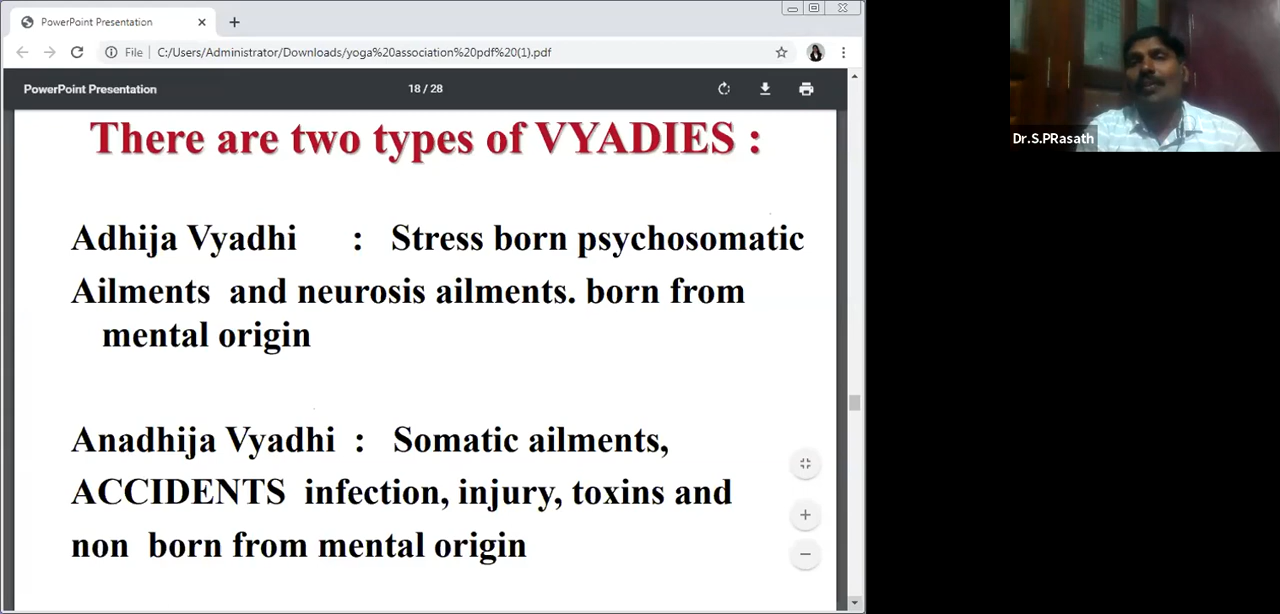 PowerPoint Presentation
File
C:/Users/Administrator/Downloads/yoga%20association%20pdf%20(1).pdf
PowerPoint Presentation
18 / 28
There are two types of VYADIES :
Adhija Vyadhi : Stress born psychosomatic
Ailments and neurosis ailments. born from
mental origin
Anadhija Vyadhi : Somatic ailments,
ACCIDENTS infection, injury, toxins and
non born from mental origin
Dr.S.PRasath